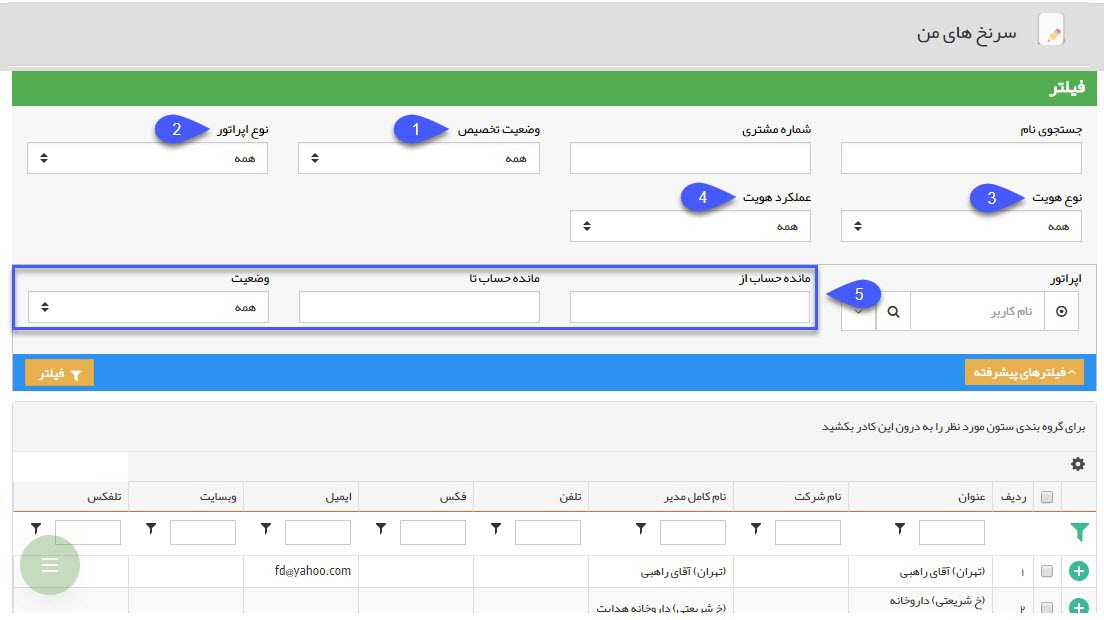 سرنخ های من
فیلتر
جستجوی نام
شماره مشتری
وضعیت تخصیص 1
نوع اپراتور 2
همه
همه
نوع هویت 3
عملکرد هویت 4
همه
همه
اپراتور
مانده حساب از
مانده حساب تا
وضعیت
نام کاربر
5
همه
فیلترهای پیشرفته
فیلتر
برای گروه بندی ستون مورد نظر را به درون این کادر بکشید
ردیف عنوان نام شرکت نام کامل مدیر تلفن فکس ایمیل وبسایت تلفکس
۱ (تهران) آقای راهبی (تهران) آقای راهبی fd@yahoo.com
۲ (خ شریعتی) داروخانه (خ شریعتی) داروخانه هدایت